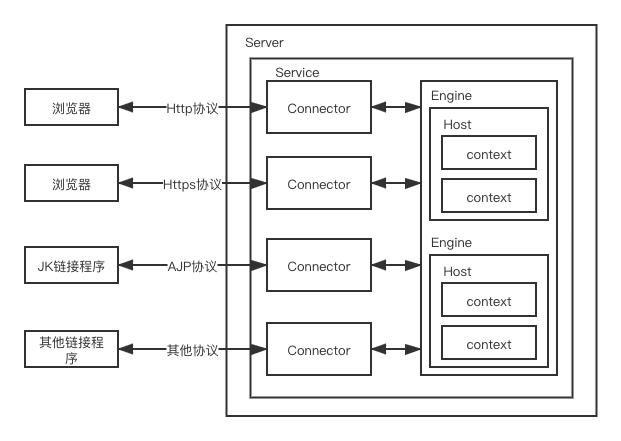 Server
Service
浏览器
Http协议
Connector
Engine
Host
context
context
浏览器
Https协议
Connector
JK链接程序
AJP协议
Connector
Engine
Host
context
context
其他链接程
序
其他协议
Connector